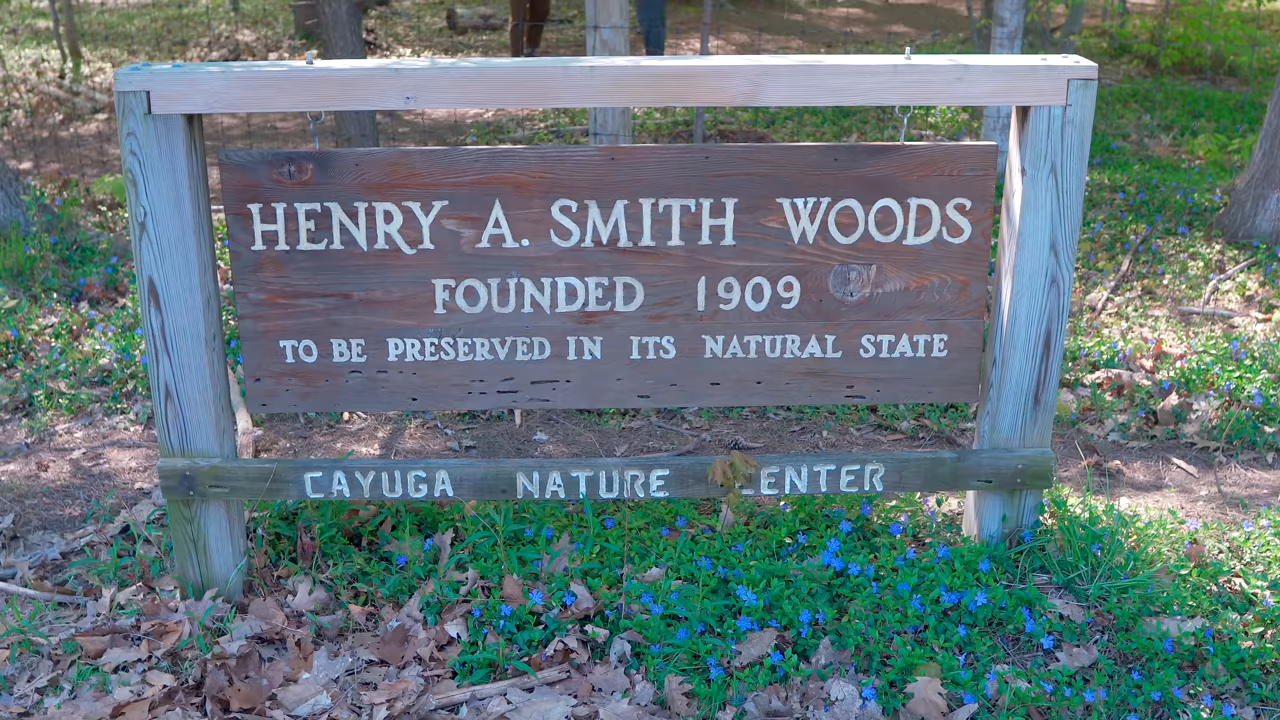 HENRY A. SMITH WOODS
FOUNDED 1909
TO BE PRESERVED IN ITS NATURAL STATE
CAYUGA NATURE CENTER